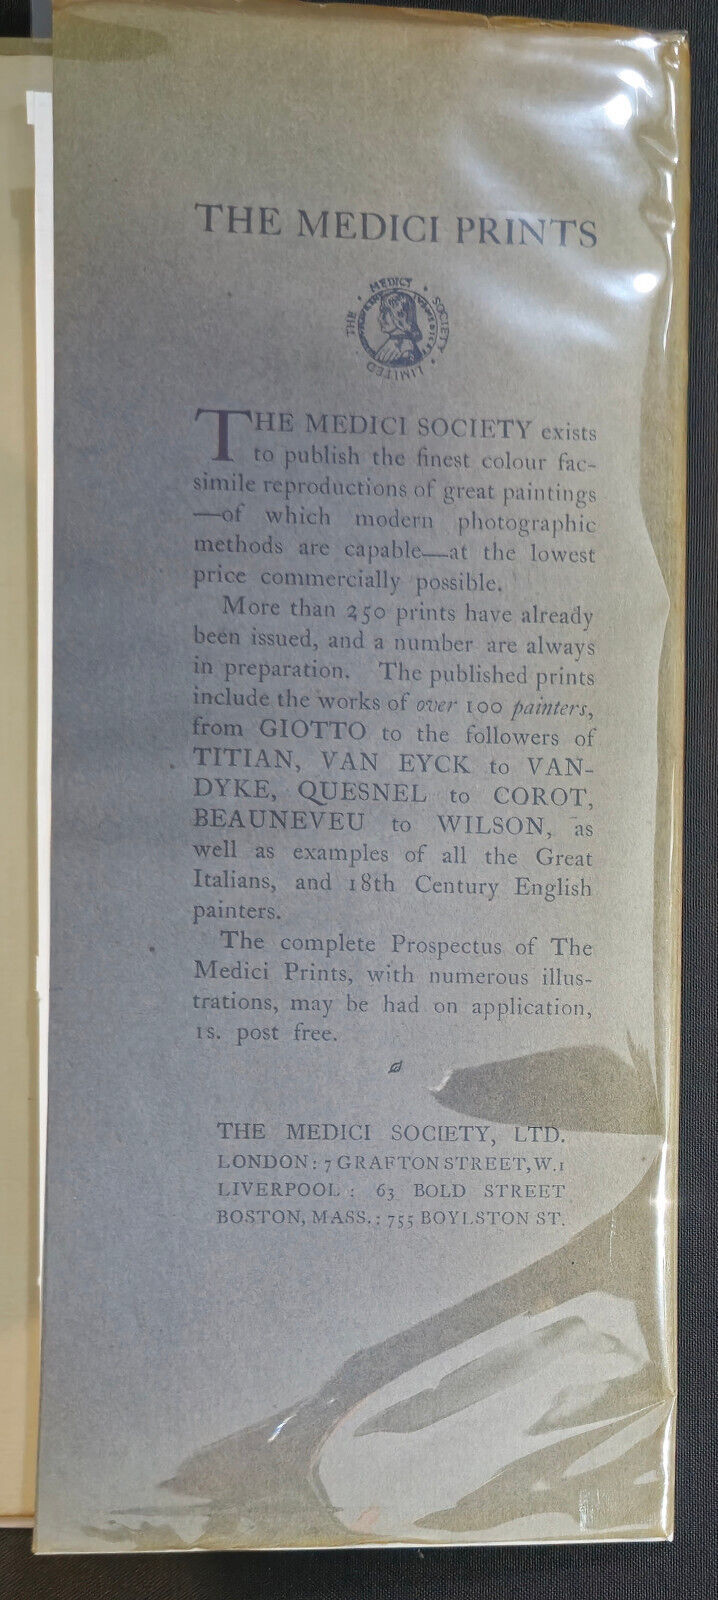 THE MEDICI PRINTS
THE · MEDICI · SOCIETY · LIMITED
THE MEDICI SOCIETY exists
to publish the finest colour fac-
simile reproductions of great paintings
—of which modern photographic
methods are capable—at the lowest
price commercially possible.
More than 250 prints have already
been issued, and a number are always
in preparation. The published prints
include the works of over 100 painters,
from GIOTTO to the followers of
TITIAN, VAN EYCK to VAN-
DYKE, QUESNEL to COROT,
BEAUNEVEU to WILSON, as
well as examples of all the Great
Italians, and 18th Century English
painters.
The complete Prospectus of The
Medici Prints, with numerous illus-
trations, may be had on application,
1s. post free.
THE MEDICI SOCIETY, LTD.
LONDON: 7 GRAFTON STREET, W.1
LIVERPOOL: 63 BOLD STREET
BOSTON, MASS.: 755 BOYLSTON ST.